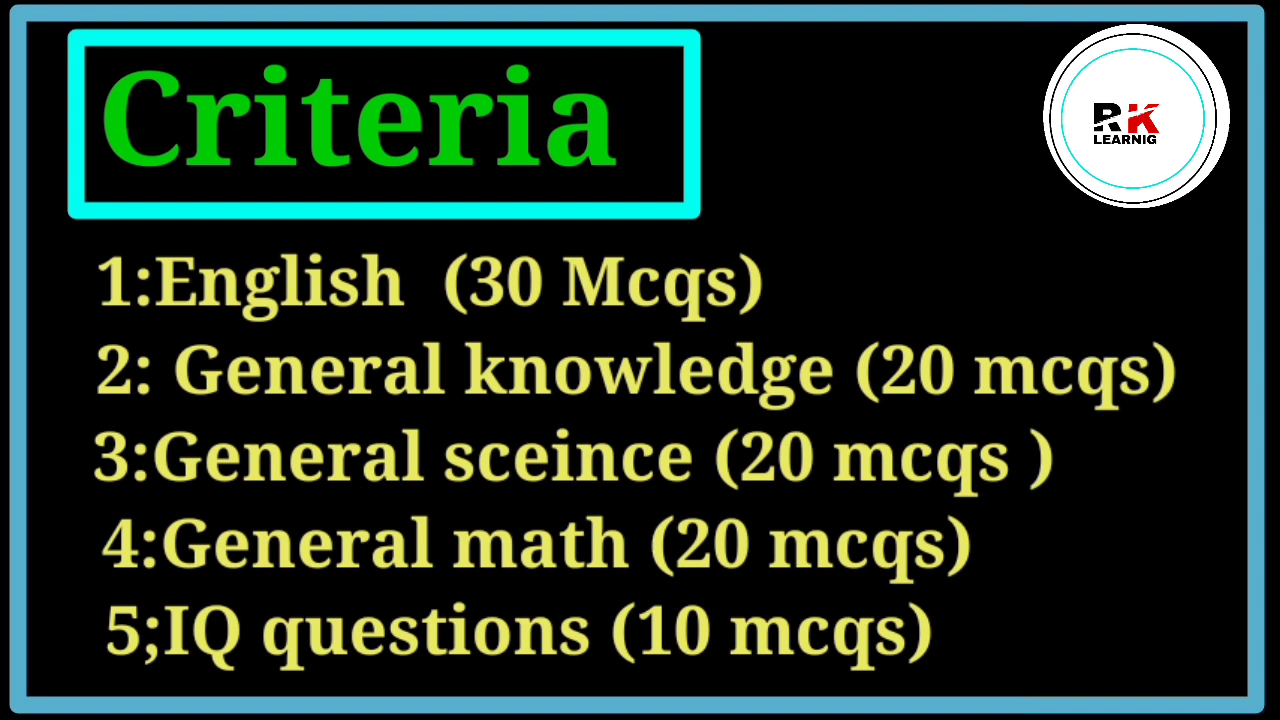 Criteria
RK
LEARNIG
1:English (30 Mcqs)
2: General knowledge (20 mcqs)
3:General sceince (20 mcqs )
4:General math (20 mcqs)
5;IQ questions (10 mcqs)